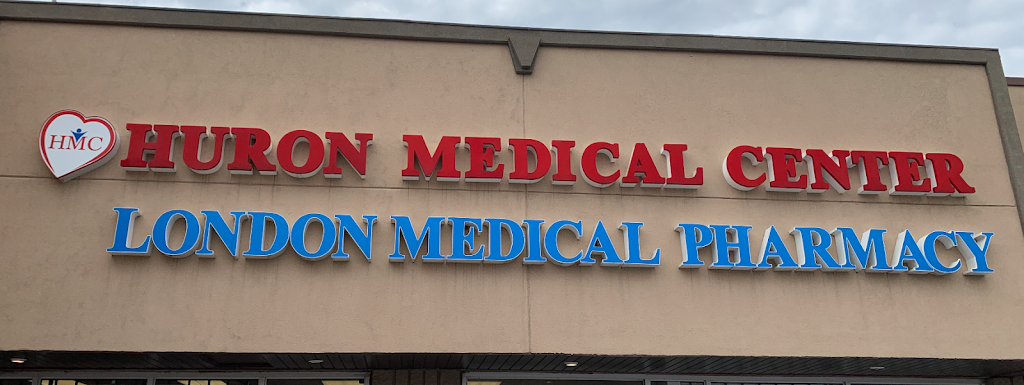 HMC
HURON MEDICAL CENTER
LONDON MEDICAL PHARMACY